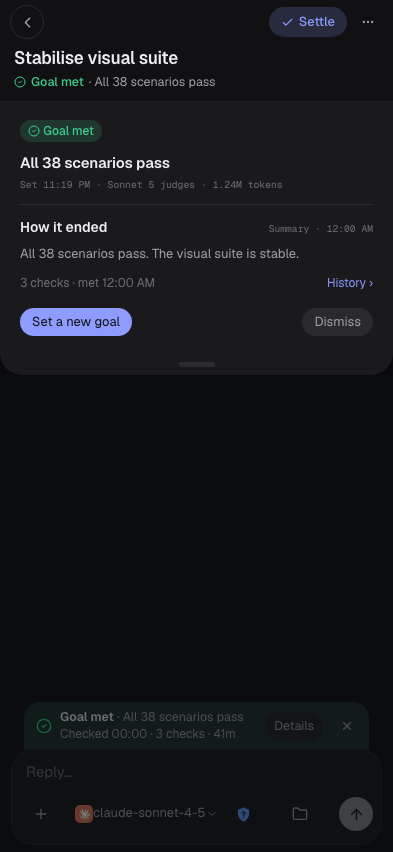 Settle
Stabilise visual suite
Goal met · All 38 scenarios pass
Goal met
All 38 scenarios pass
Set 11:19 PM · Sonnet 5 judges · 1.24M tokens
How it ended
Summary · 12:00 AM
All 38 scenarios pass. The visual suite is stable.
3 checks · met 12:00 AM
History ›
Set a new goal
Dismiss
Goal met · All 38 scenarios pass
Checked 00:00 · 3 checks · 41m
Details
Reply...
claude-sonnet-4-5